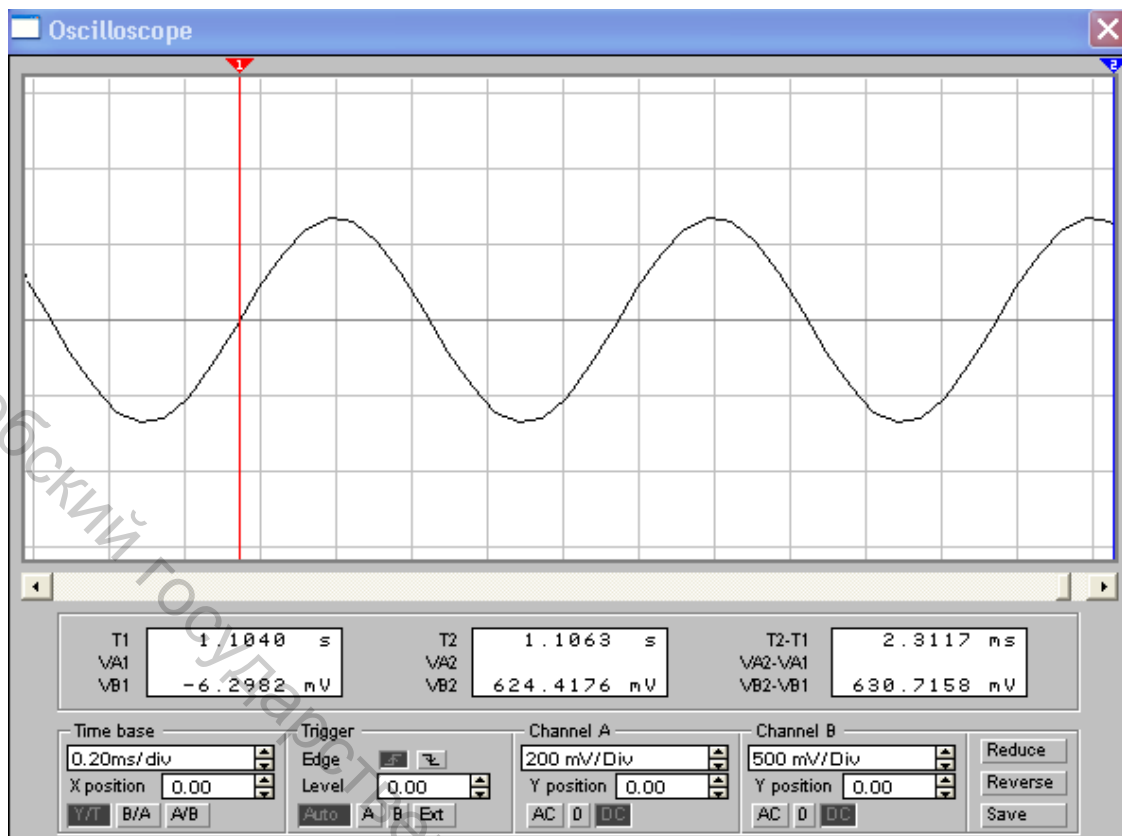 Oscilloscope
1 2
T1 1.1040 s T2 1.1063 s T2-T1 2.3117 ms
VA1 VA2 VA2-VA1
VB1 -6.2982 mV VB2 624.4176 mV VB2-VB1 630.7158 mV
Time base Trigger Channel A Channel B
0.20ms/div Edge 200 mV/Div 500 mV/Div Reduce
X position 0.00 Level 0.00 Y position 0.00 Y position 0.00 Reverse
Y/T B/A A/B Auto A B Ext AC 0 DC AC 0 DC Save
государстве